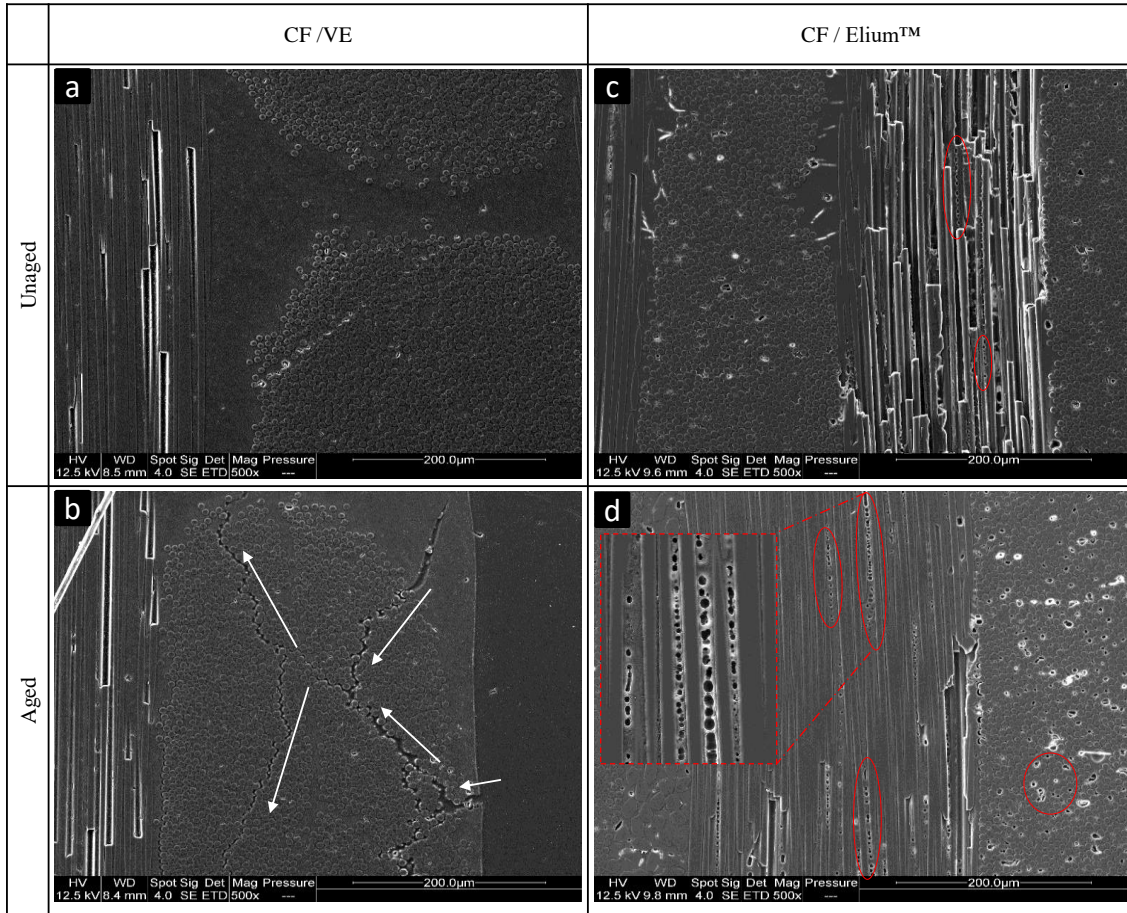 CF /VE
CF / Elium™
Unaged
a
HV WD Spot Sig Det Mag Pressure 200.0µm
12.5 kV 8.5 mm 4.0 SE ETD 500x ---
c
HV WD Spot Sig Det Mag Pressure 200.0µm
12.5 kV 9.6 mm 4.0 SE ETD 500x ---
Aged
b
HV WD Spot Sig Det Mag Pressure 200.0µm
12.5 kV 8.4 mm 4.0 SE ETD 500x ---
d
HV WD Spot Sig Det Mag Pressure 200.0µm
12.5 kV 9.8 mm 4.0 SE ETD 500x ---